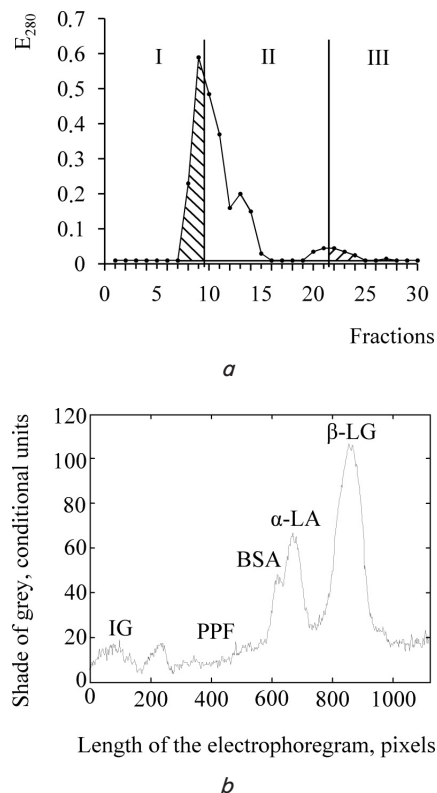 E280
0.7
0.6
0.5
0.4
0.3
0.2
0.1
0
I II III
0 5 10 15 20 25 30
Fractions
a
Shade of grey, conditional units
120
100
80
60
40
20
0
β-LG
α-LA
BSA
PPF
IG
0 200 400 600 800 1000
Length of the electrophoregram, pixels
b